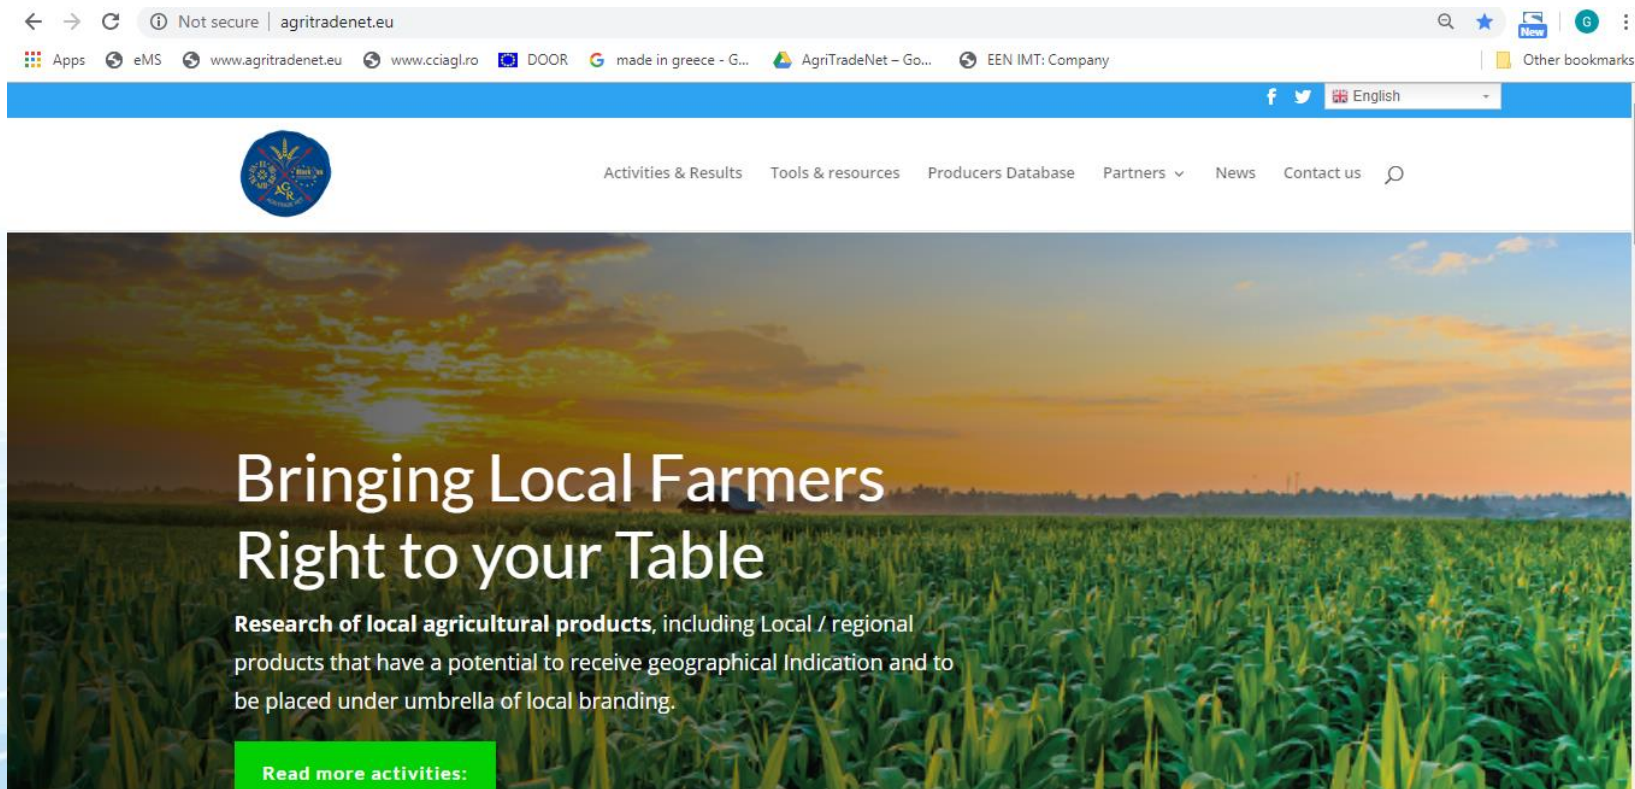 Not secure | agritradenet.eu
New
G
Apps eMS www.agritradenet.eu www.cciagl.ro DOOR made in greece - G... AgriTradeNet – Go... EEN IMT: Company Other bookmarks
English
Activities & Results Tools & resources Producers Database Partners News Contact us
AGR
Bringing Local Farmers
Right to your Table
Research of local agricultural products, including Local / regional
products that have a potential to receive geographical Indication and to
be placed under umbrella of local branding.
Read more activities: